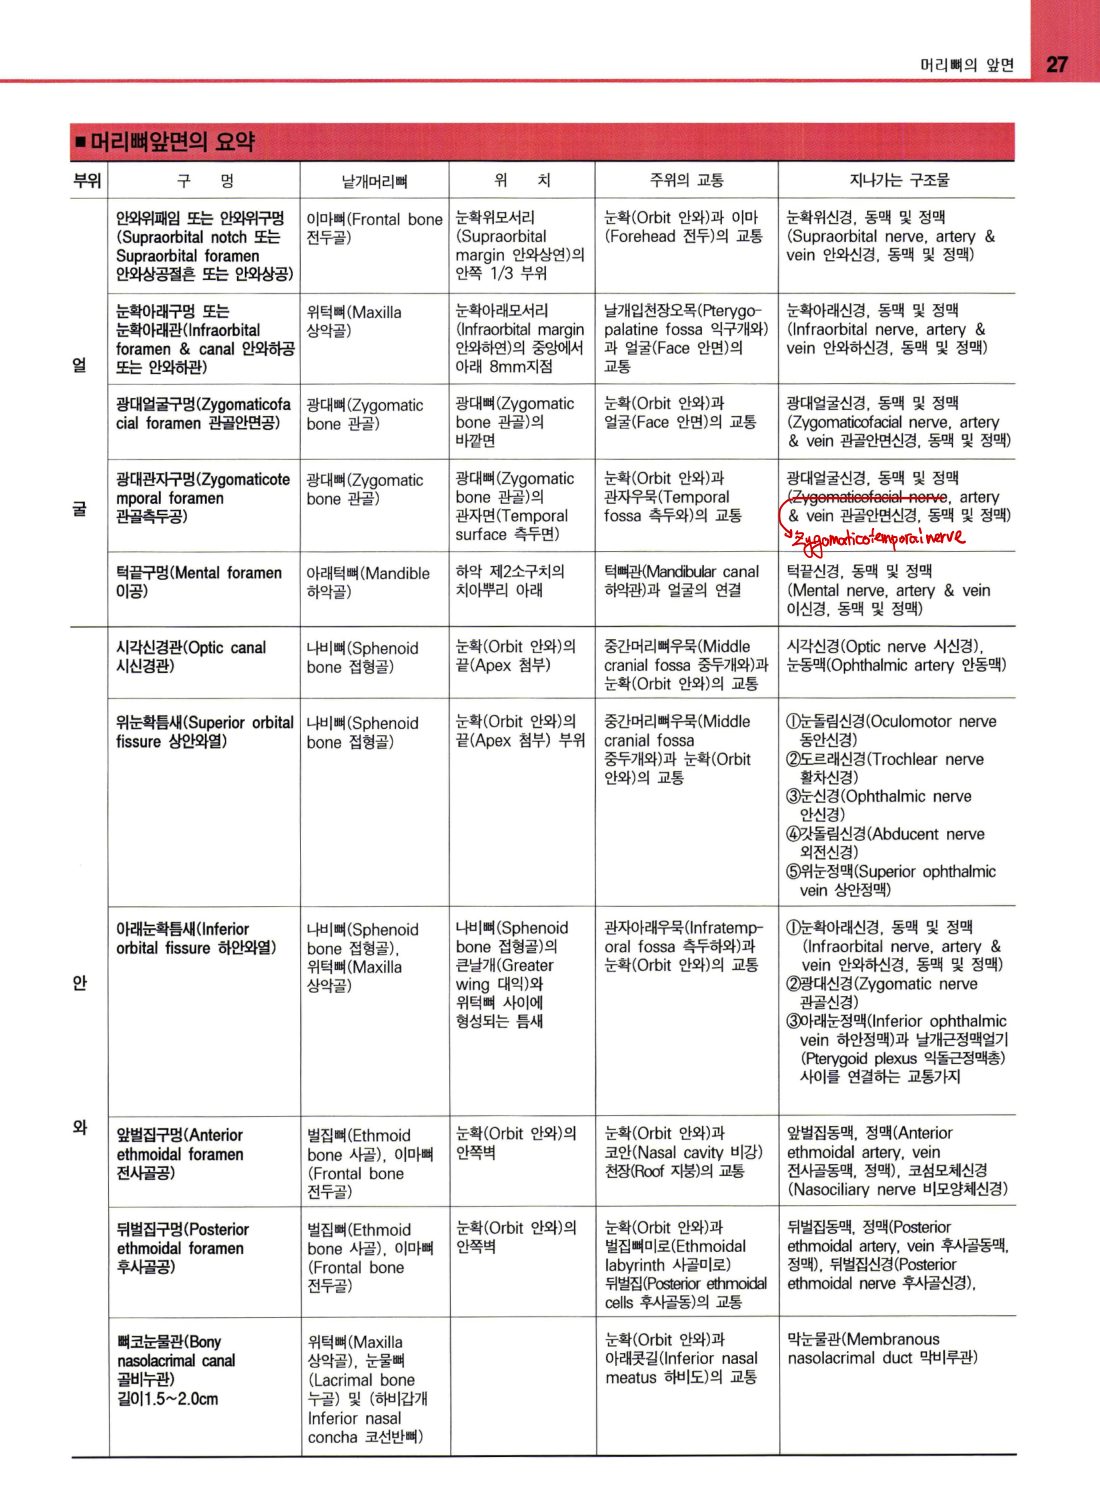 머리뼈의 앞면 27
■ 머리뼈앞면의 요약
부위 구 멍 낱개머리뼈 위 치 주위의 교통 지나가는 구조물
얼
굴
안와위패임 또는 안와위구멍
(Supraorbital notch 또는
Supraorbital foramen
안와상공절흔 또는 안와상공)
이마뼈(Frontal bone
전두골)
눈확위모서리
(Supraorbital
margin 안와상연)의
안쪽 1/3 부위
눈확(Orbit 안와)과 이마
(Forehead 전두)의 교통
눈확위신경, 동맥 및 정맥
(Supraorbital nerve, artery &
vein 안와신경, 동맥 및 정맥)
눈확아래구멍 또는
눈확아래관(Infraorbital
foramen & canal 안와하공
또는 안와하관)
위턱뼈(Maxilla
상악골)
눈확아래모서리
(Infraorbital margin
안와하연)의 중앙에서
아래 8mm지점
날개입천장오목(Pterygo-
palatine fossa 익구개와)
과 얼굴(Face 안면)의
교통
눈확아래신경, 동맥 및 정맥
(Infraorbital nerve, artery &
vein 안와하신경, 동맥 및 정맥)
광대얼굴구멍(Zygomaticofa
cial foramen 관골안면공)
광대뼈(Zygomatic
bone 관골)
광대뼈(Zygomatic
bone 관골)의
바깥면
눈확(Orbit 안와)과
얼굴(Face 안면)의 교통
광대얼굴신경, 동맥 및 정맥
(Zygomaticofacial nerve, artery
& vein 관골안면신경, 동맥 및 정맥)
광대관자구멍(Zygomaticote
mporal foramen
관골측두공)
광대뼈(Zygomatic
bone 관골)
광대뼈(Zygomatic
bone 관골)의
관자면(Temporal
surface 측두면)
눈확(Orbit 안와)과
관자우묵(Temporal
fossa 측두와)의 교통
광대얼굴신경, 동맥 및 정맥
(Zygomaticofacial nerve, artery
& vein 관골안면신경, 동맥 및 정맥)
Zygomaticotemporal nerve
턱끝구멍(Mental foramen
이공)
아래턱뼈(Mandible
하악골)
하악 제2소구치의
치아뿌리 아래
턱뼈관(Mandibular canal
하악관)과 얼굴의 연결
턱끝신경, 동맥 및 정맥
(Mental nerve, artery & vein
이신경, 동맥 및 정맥)
안
와
시각신경관(Optic canal
시신경관)
나비뼈(Sphenoid
bone 접형골)
눈확(Orbit 안와)의
끝(Apex 첨부)
중간머리뼈우묵(Middle
cranial fossa 중두개와)과
눈확(Orbit 안와)의 교통
시각신경(Optic nerve 시신경),
눈동맥(Ophthalmic artery 안동맥)
위눈확틈새(Superior orbital
fissure 상안와열)
나비뼈(Sphenoid
bone 접형골)
눈확(Orbit 안와)의
끝(Apex 첨부) 부위
중간머리뼈우묵(Middle
cranial fossa
중두개와)과 눈확(Orbit
안와)의 교통
①눈돌림신경(Oculomotor nerve
동안신경)
②도르래신경(Trochlear nerve
활차신경)
③눈신경(Ophthalmic nerve
안신경)
④갓돌림신경(Abducent nerve
외전신경)
⑤위눈정맥(Superior ophthalmic
vein 상안정맥)
아래눈확틈새(Inferior
orbital fissure 하안와열)
나비뼈(Sphenoid
bone 접형골),
위턱뼈(Maxilla
상악골)
나비뼈(Sphenoid
bone 접형골)의
큰날개(Greater
wing 대익)와
위턱뼈 사이에
형성되는 틈새
관자아래우묵(Infratemp-
oral fossa 측두하와)과
눈확(Orbit 안와)의 교통
①눈확아래신경, 동맥 및 정맥
(Infraorbital nerve, artery &
vein 안와하신경, 동맥 및 정맥)
②광대신경(Zygomatic nerve
관골신경)
③아래눈정맥(Inferior ophthalmic
vein 하안정맥)과 날개근정맥얼기
(Pterygoid plexus 익돌근정맥총)
사이를 연결하는 교통가지
앞벌집구멍(Anterior
ethmoidal foramen
전사골공)
벌집뼈(Ethmoid
bone 사골), 이마뼈
(Frontal bone
전두골)
눈확(Orbit 안와)의
안쪽벽
눈확(Orbit 안와)과
코안(Nasal cavity 비강)
천장(Roof 지붕)의 교통
앞벌집동맥, 정맥(Anterior
ethmoidal artery, vein
전사골동맥, 정맥), 코섬모체신경
(Nasociliary nerve 비모양체신경)
뒤벌집구멍(Posterior
ethmoidal foramen
후사골공)
벌집뼈(Ethmoid
bone 사골), 이마뼈
(Frontal bone
전두골)
눈확(Orbit 안와)의
안쪽벽
눈확(Orbit 안와)과
벌집뼈미로(Ethmoidal
labyrinth 사골미로)
뒤벌집(Posterior ethmoidal
cells 후사골동)의 교통
뒤벌집동맥, 정맥(Posterior
ethmoidal artery, vein 후사골동맥,
정맥), 뒤벌집신경(Posterior
ethmoidal nerve 후사골신경),
뼈코눈물관(Bony
nasolacrimal canal
골비누관)
길이1.5~2.0cm
위턱뼈(Maxilla
상악골), 눈물뼈
(Lacrimal bone
누골) 및 (하비갑개
Inferior nasal
concha 코선반뼈)
눈확(Orbit 안와)과
아래콧길(Inferior nasal
meatus 하비도)의 교통
막눈물관(Membranous
nasolacrimal duct 막비루관)